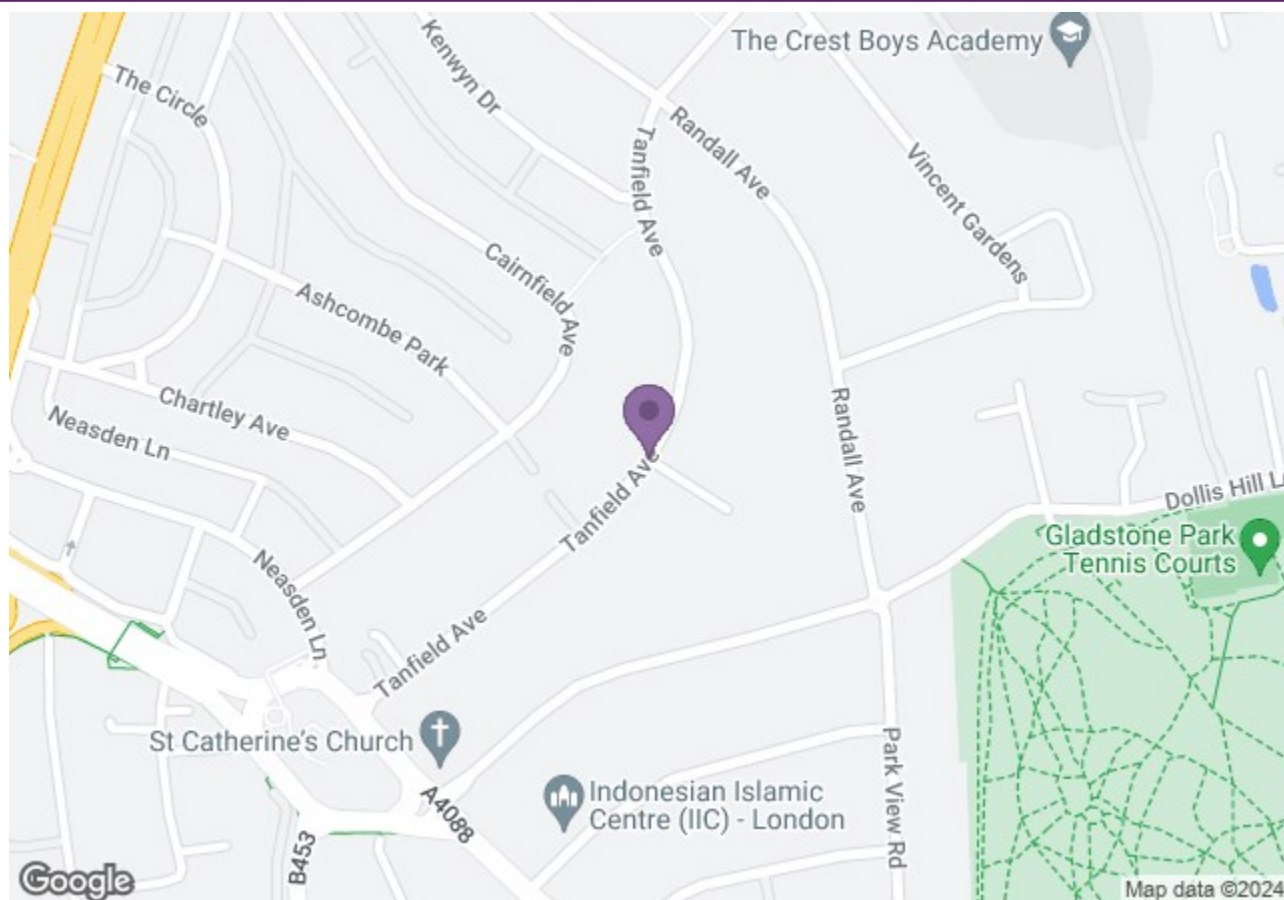 The Crest Boys Academy
Kenwyn Dr
The Circle
Tanfield Ave
Randall Ave
Vincent Gardens
Cairnfield Ave
Ashcombe Park
Chartley Ave
Neasden Ln
Randall Ave
Tanfield Ave
Dollis Hill L
Gladstone Park
Tennis Courts
Neasden Ln
Tanfield Ave
St Catherine's Church
Park View Rd
Indonesian Islamic
Centre (IIC) - London
A4088
B453
Google
Map data ©2024